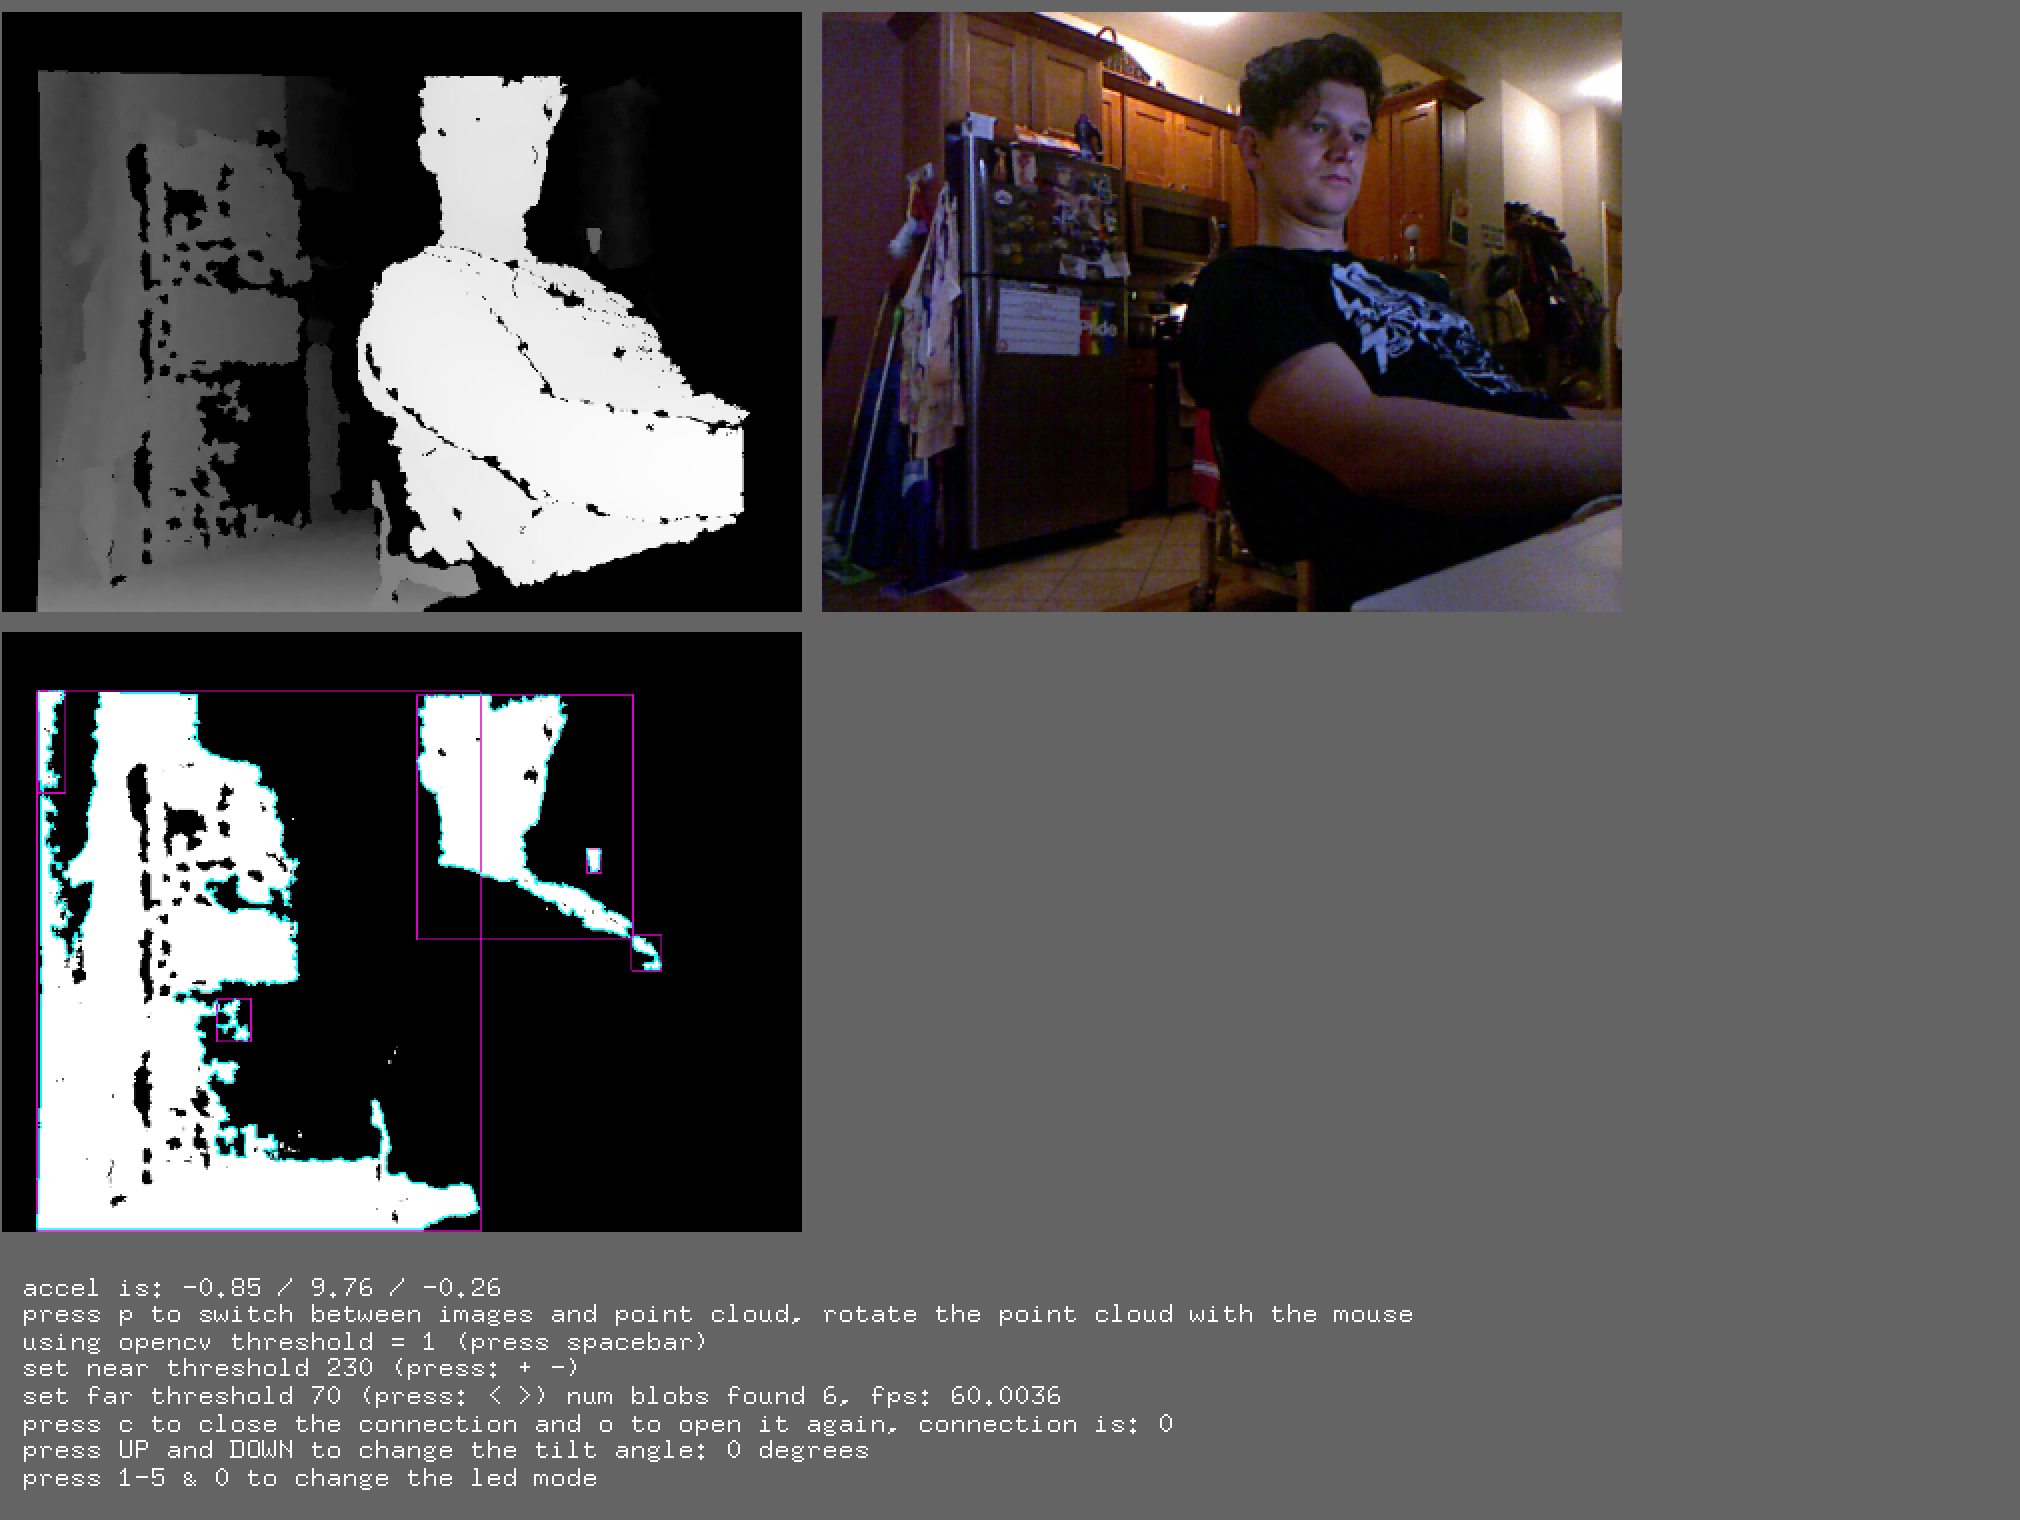 Pride
accel is: -0.85 / 9.76 / -0.26
press p to switch between images and point cloud, rotate the point cloud with the mouse
using opencv threshold = 1 (press spacebar)
set near threshold 230 (press: + -)
set far threshold 70 (press: < >) num blobs found 6, fps: 60.0036
press c to close the connection and o to open it again, connection is: 0
press UP and DOWN to change the tilt angle: 0 degrees
press 1-5 & 0 to change the led mode